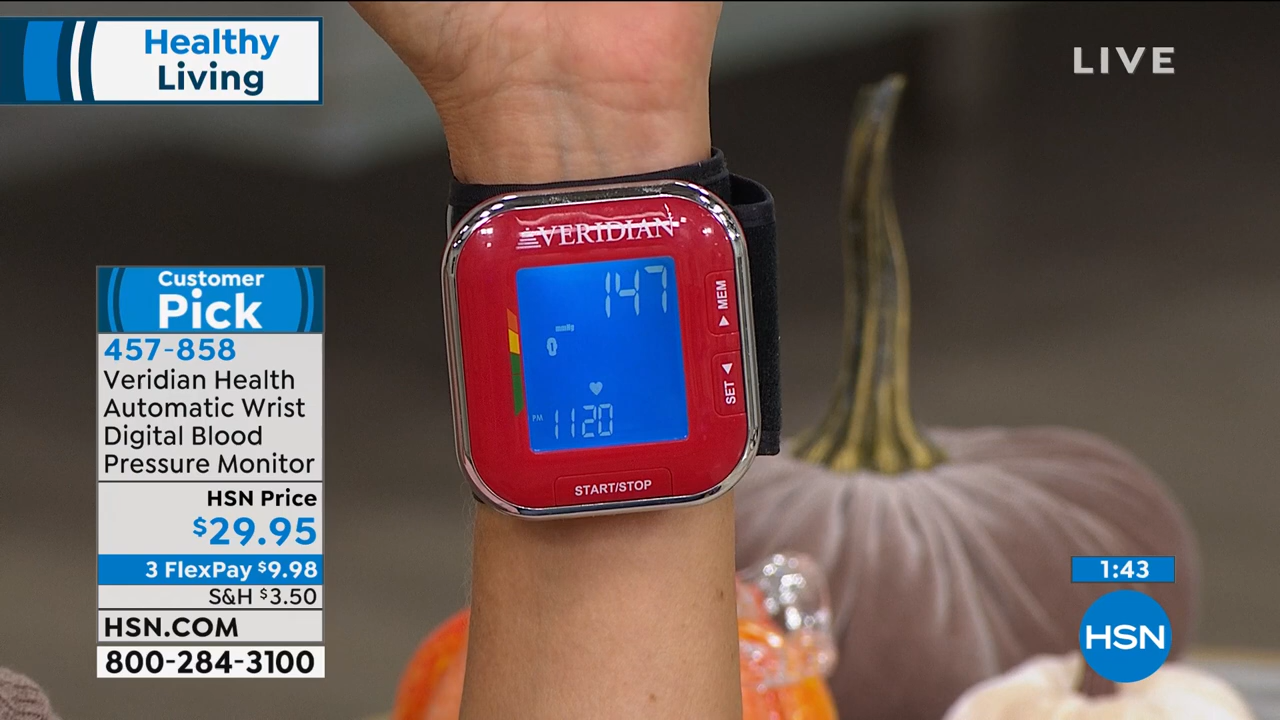 Healthy
Living
LIVE
Customer
Pick
457-858
Veridian Health
Automatic Wrist
Digital Blood
Pressure Monitor
HSN Price
$29.95
3 FlexPay $9.98
S&H $3.50
HSN.COM
800-284-3100
VERIDIAN
147
mmHg
PM 1120
MEM
SET
START/STOP
1:43
HSN